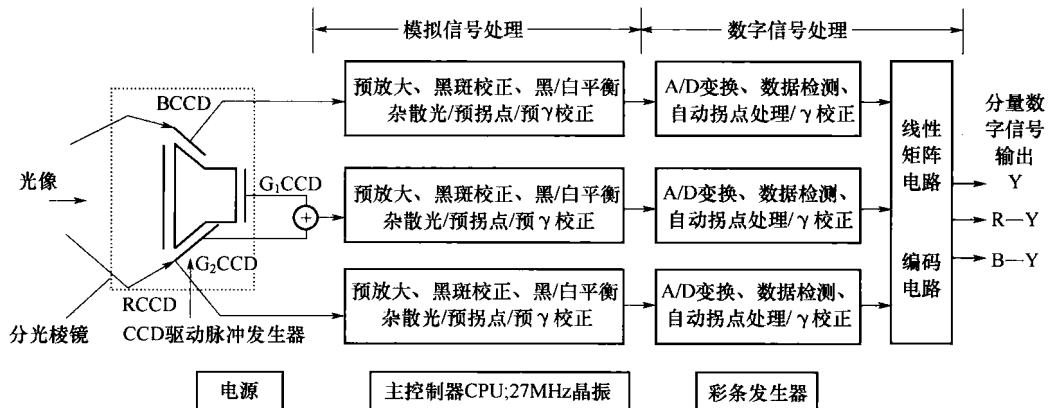 模拟信号处理
数字信号处理
BCCD
预放大、黑斑校正、黑/白平衡
杂散光/预拐点/预γ校正
A/D变换、数据检测、
自动拐点处理/γ校正
分量数
字信号
输出
线性
矩阵
电路
光像
G₁CCD
+
预放大、黑斑校正、黑/白平衡
杂散光/预拐点/预γ校正
A/D变换、数据检测、
自动拐点处理/γ校正
Y
R—Y
B—Y
G₂CCD
RCCD
预放大、黑斑校正、黑/白平衡
杂散光/预拐点/预γ校正
A/D变换、数据检测、
自动拐点处理/γ校正
编码
电路
分光棱镜
CCD驱动脉冲发生器
电源
主控制器CPU;27MHz晶振
彩条发生器